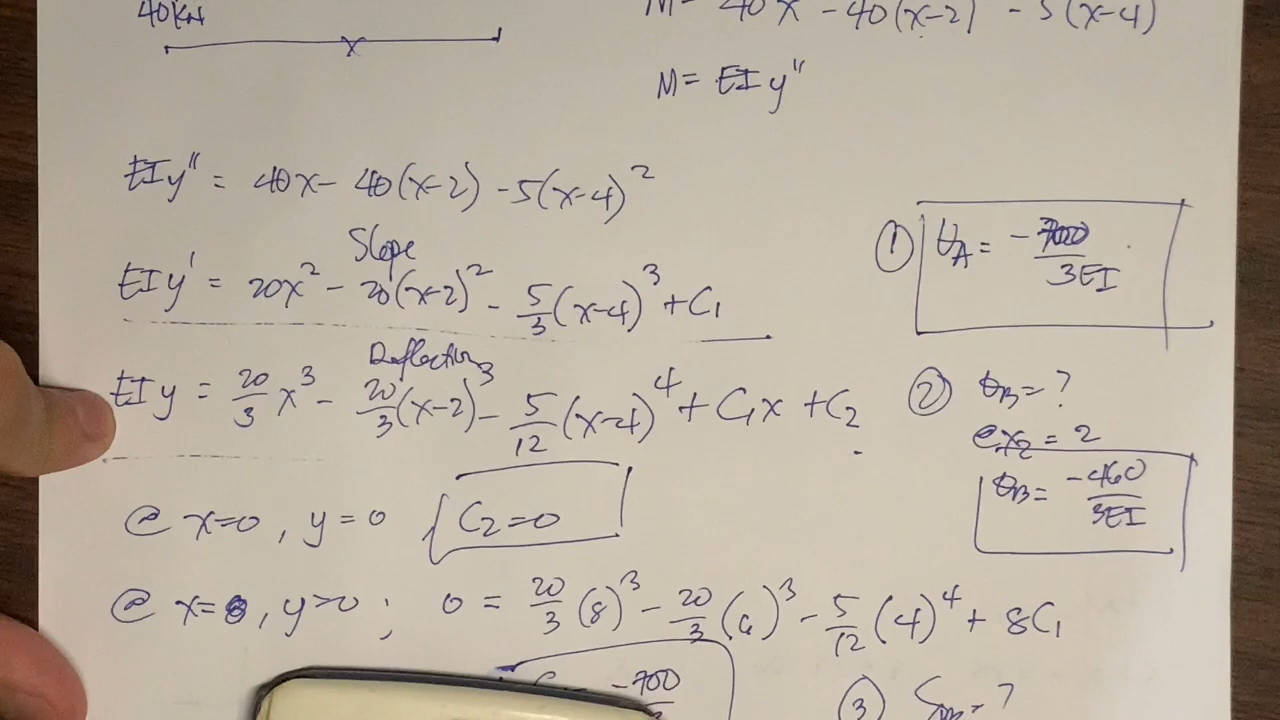 40KN
M= 40x - 40(x-2) - 5(x-4)
M= EIy"
EIy" = 40x- 40(x-2) -5(x-4)²
Slope
EIy' = 20x² - 20(x-2)² - 5/3(x-4)³ +C₁
Deflection
EIy = 20/3 x³ - 20/3(x-2)³ - 5/12(x-4)⁴ + C₁x +C₂
@ x=0, y=0 C₂=0
@ x=8, y=0; 0 = 20/3(8)³ - 20/3(6)³ - 5/12(4)⁴ + 8C₁
-700
① θA = -700/3EI
② θB= ?
@x₂ = 2
θB= -460/3EI
③ = ?